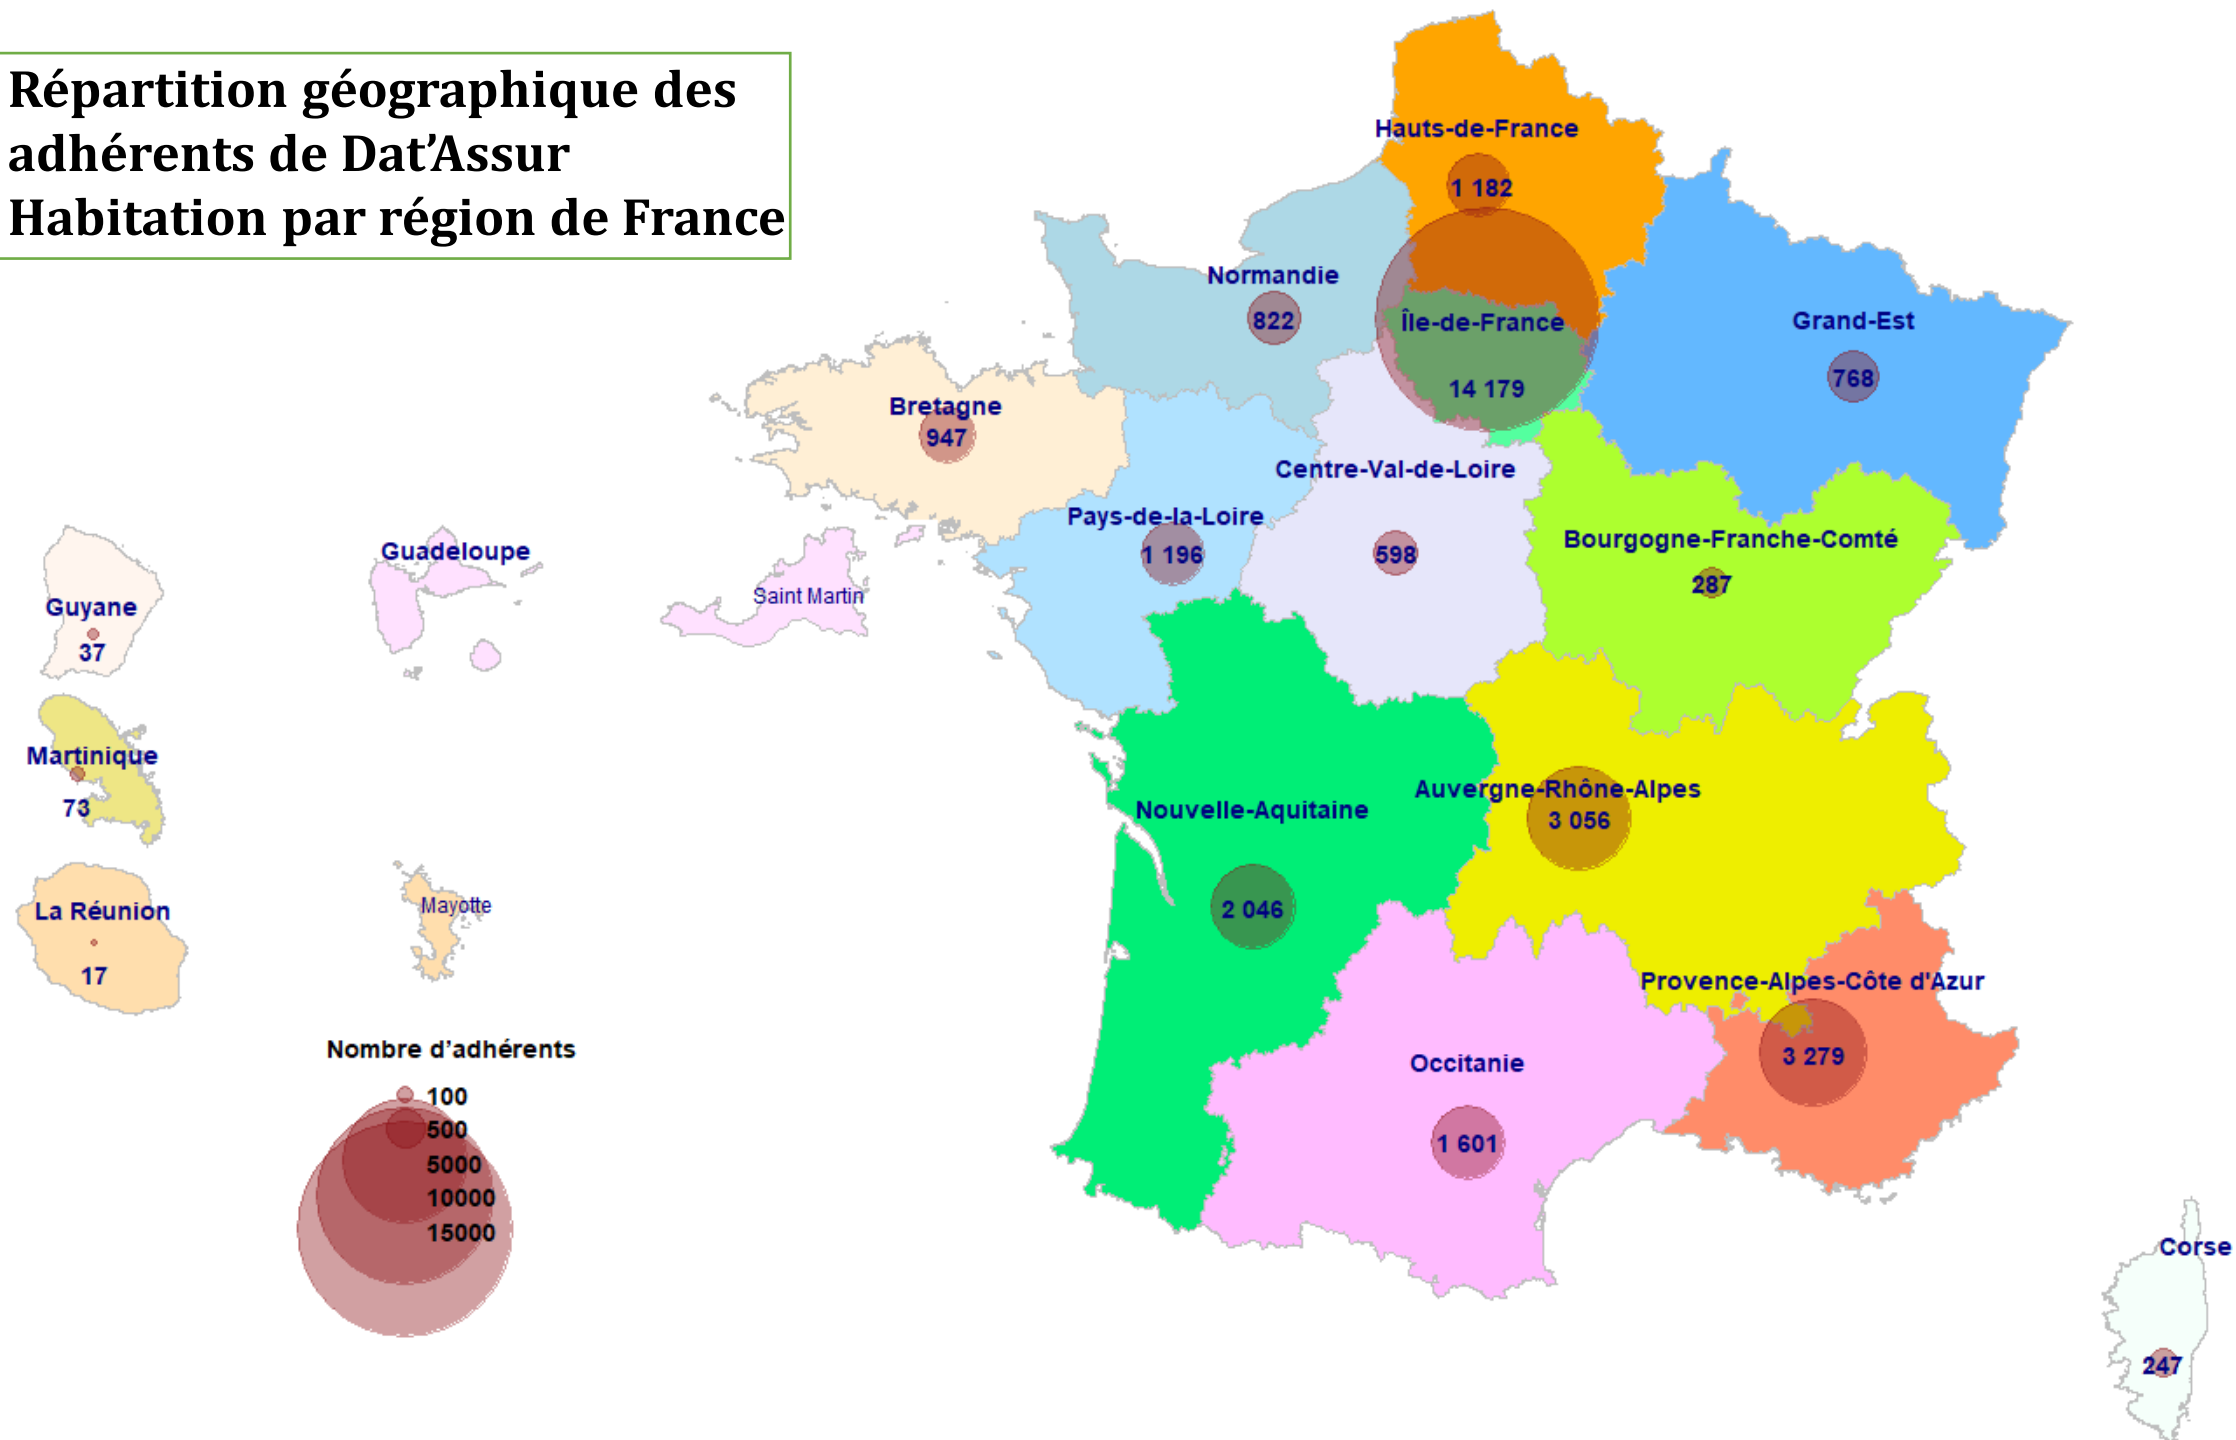 Répartition géographique des
adhérents de Dat’Assur
Habitation par région de France
Hauts-de-France
1 182
Normandie
822
Île-de-France
14 179
Grand-Est
768
Bretagne
947
Centre-Val-de-Loire
598
Pays-de-la-Loire
1 196
Bourgogne-Franche-Comté
287
Guyane
37
Guadeloupe
Saint Martin
Martinique
73
Nouvelle-Aquitaine
2 046
Auvergne-Rhône-Alpes
3 056
La Réunion
17
Mayotte
Provence-Alpes-Côte d'Azur
3 279
Occitanie
1 601
Nombre d’adhérents
100
500
5000
10000
15000
Corse
247